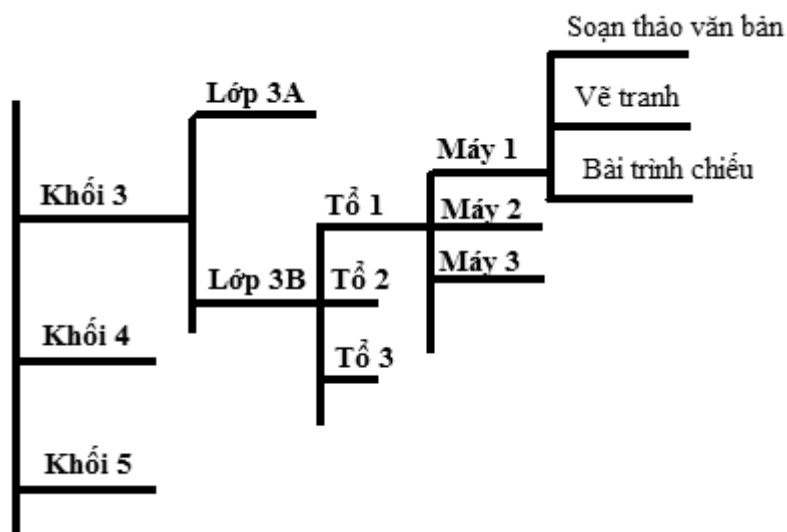 Soạn thảo văn bản
Lớp 3A
Vẽ tranh
Máy 1
Bài trình chiếu
Khối 3
Tổ 1
Máy 2
Máy 3
Lớp 3B
Tổ 2
Khối 4
Tổ 3
Khối 5